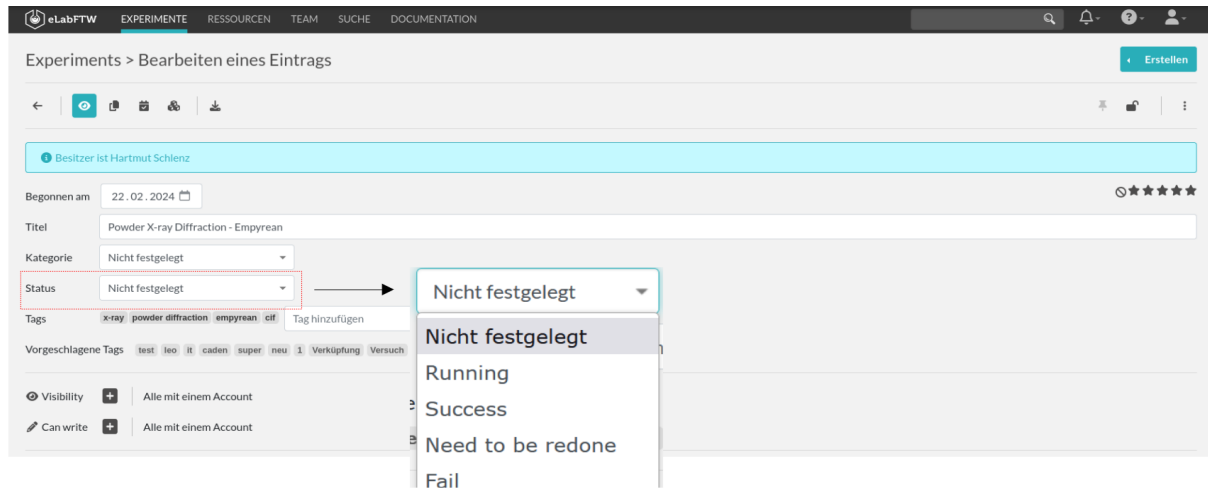 eLabFTW EXPERIMENTE RESSOURCEN TEAM SUCHE DOCUMENTATION
Experiments > Bearbeiten eines Eintrags
Erstellen
Besitzer ist Hartmut Schlenz
Begonnen am 22.02.2024
Titel Powder X-ray Diffraction - Empyrean
Kategorie Nicht festgelegt
Status Nicht festgelegt
Tags x-ray powder diffraction empyrean cif Tag hinzufügen
Vorgeschlagene Tags test leo it caden super neu 1 Verküpfung Versuch
Visibility Alle mit einem Account
Can write Alle mit einem Account
Nicht festgelegt
Nicht festgelegt
Running
Success
Need to be redone
Fail